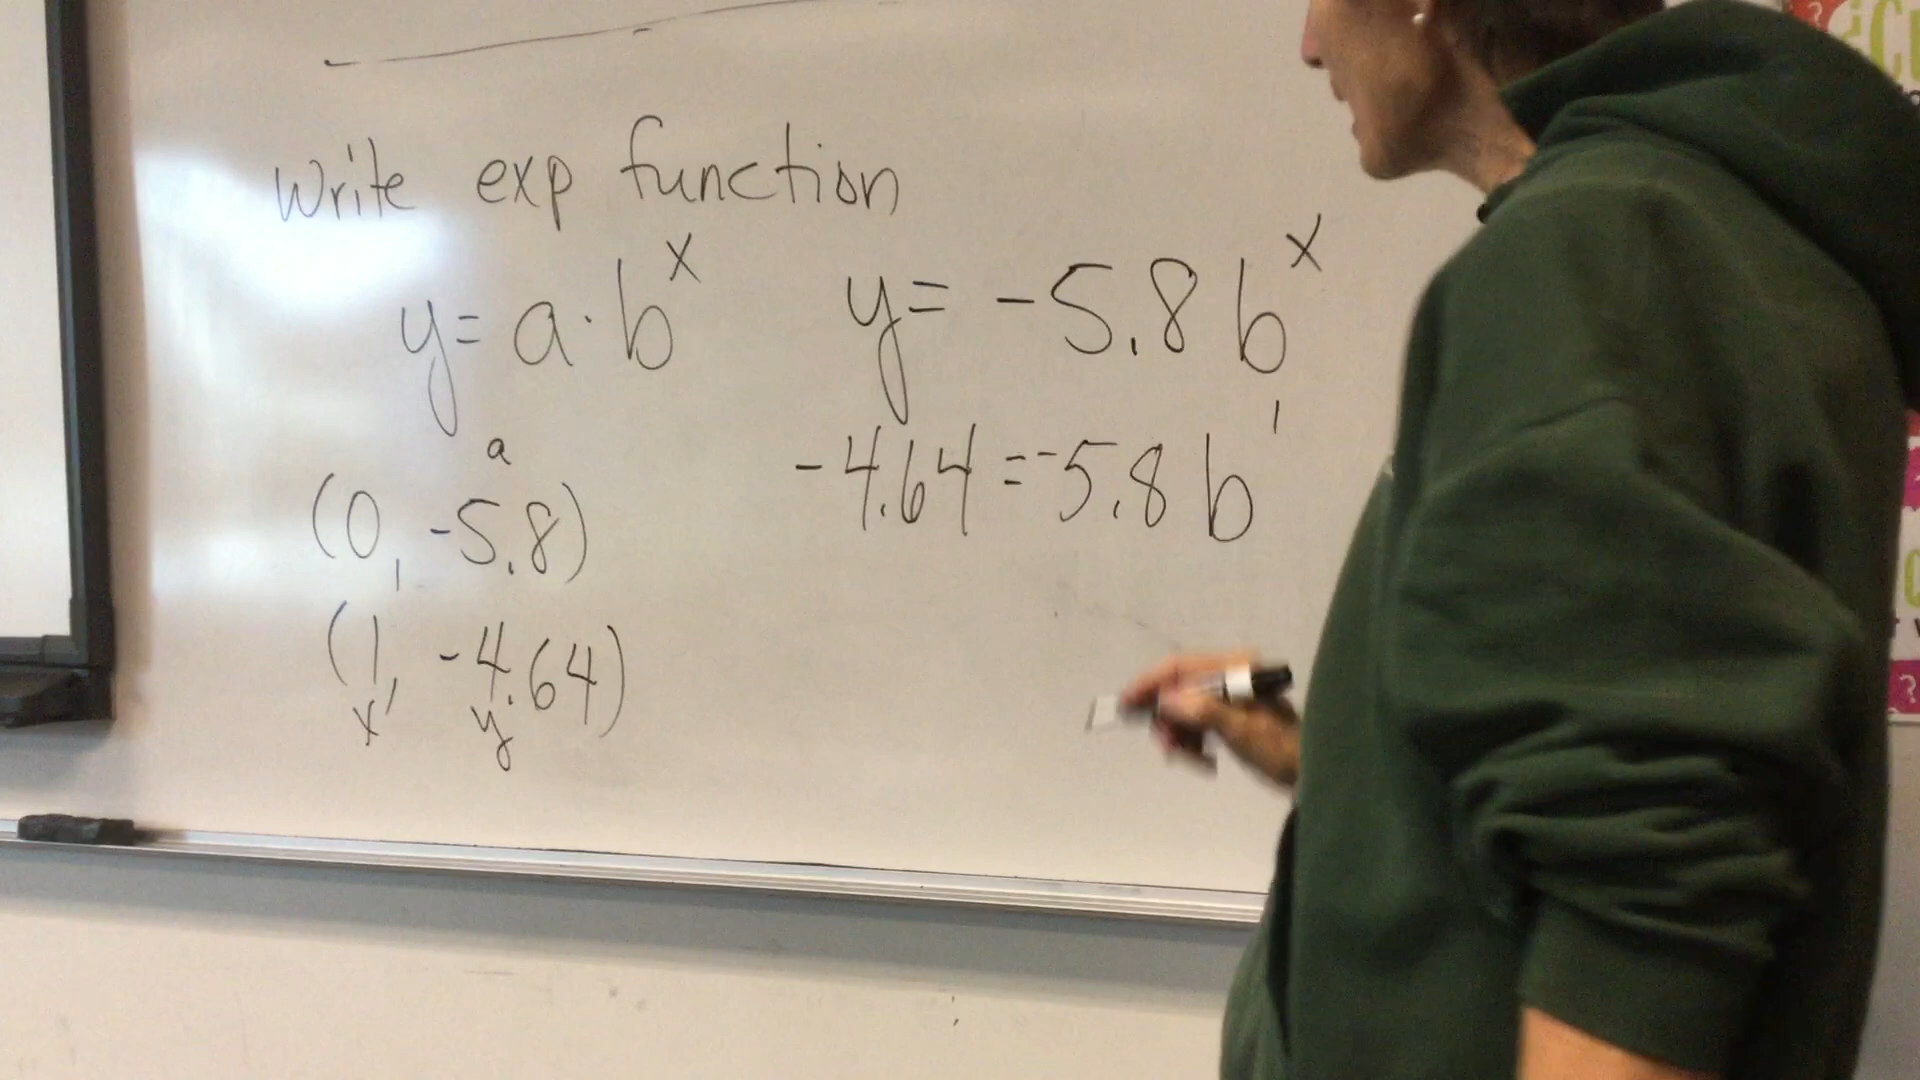 write exp function
y = a · b^x
y = -5.8 b^x
a
(0, -5.8)
-4.64 = -5.8 b^1
(1, -4.64)
x y